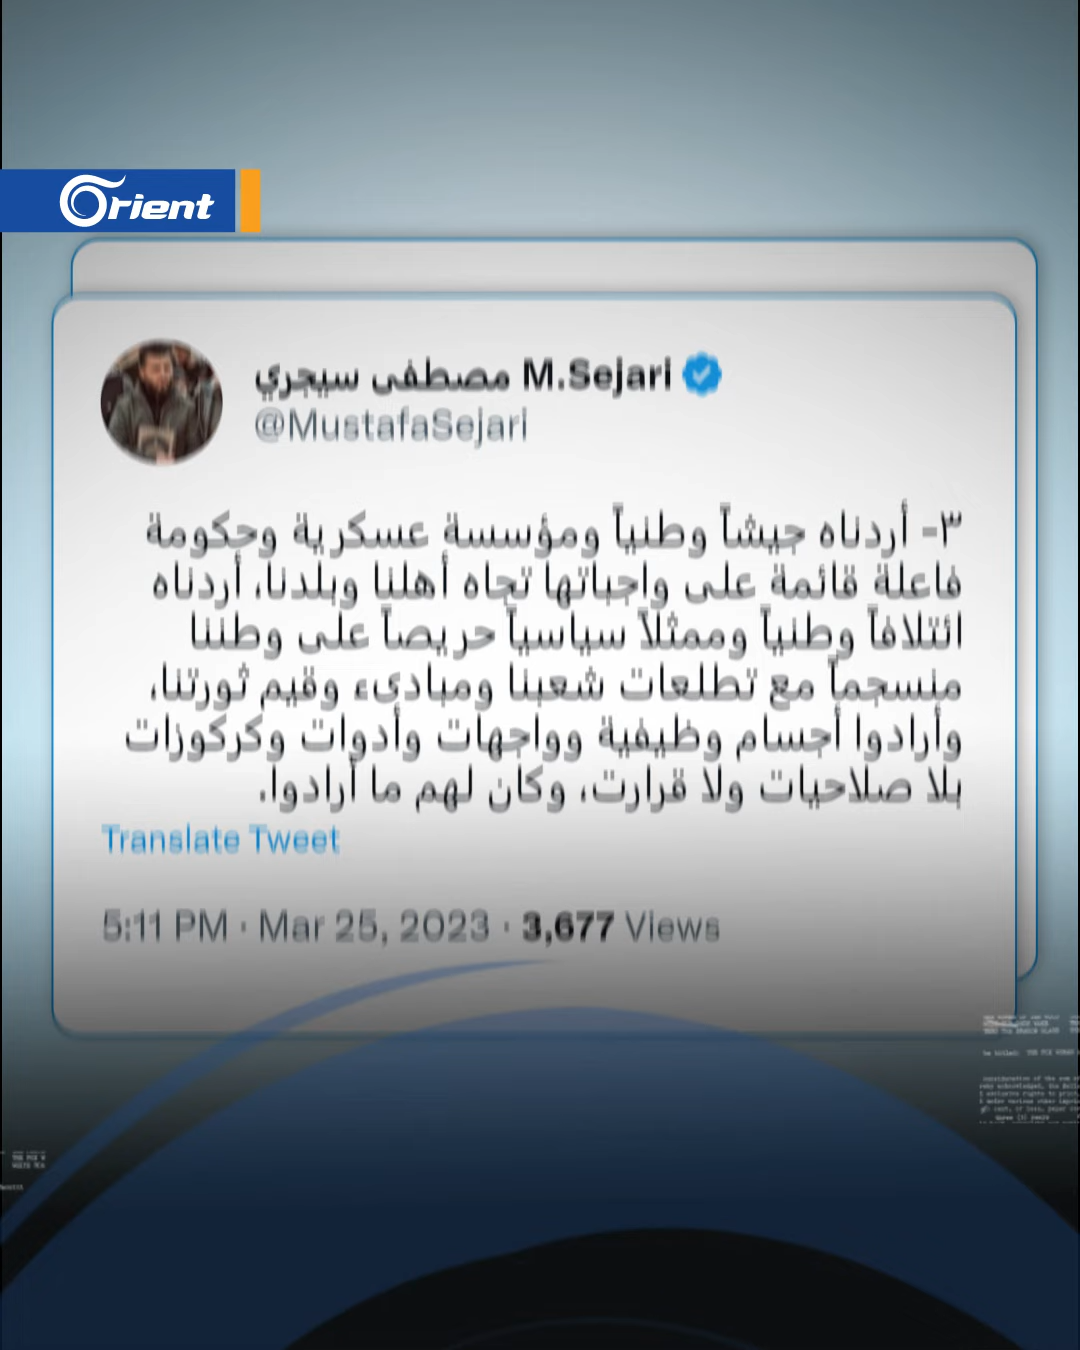 Orient
مصطفى سيجري M.Sejari
@MustafaSejari
٣- أردناه جيشاً وطنياً ومؤسسة عسكرية وحكومة
فاعلة قائمة على واجباتها تجاه أهلنا وبلدنا، أردناه
ائتلافاً وطنياً وممثلاً سياسياً حريصاً على وطننا
منسجماً مع تطلعات شعبنا ومبادىء وقيم ثورتنا،
وأرادوا أجسام وظيفية وواجهات وأدوات وكركوزات
بلا صلاحيات ولا قرارت، وكان لهم ما أرادوا.
Translate Tweet
5:11 PM · Mar 25, 2023 · 3,677 Views